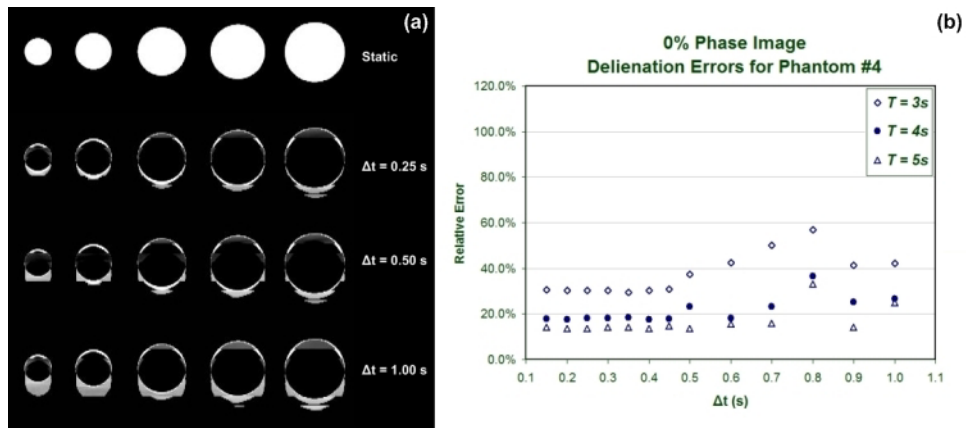 (a)
Static
Δt = 0.25 s
Δt = 0.50 s
Δt = 1.00 s
(b)
0% Phase Image
Delienation Errors for Phantom #4
Relative Error
120.0%
100.0%
80.0%
60.0%
40.0%
20.0%
0.0%
T = 3s
T = 4s
T = 5s
0.1 0.2 0.3 0.4 0.5 0.6 0.7 0.8 0.9 1.0 1.1
Δt (s)